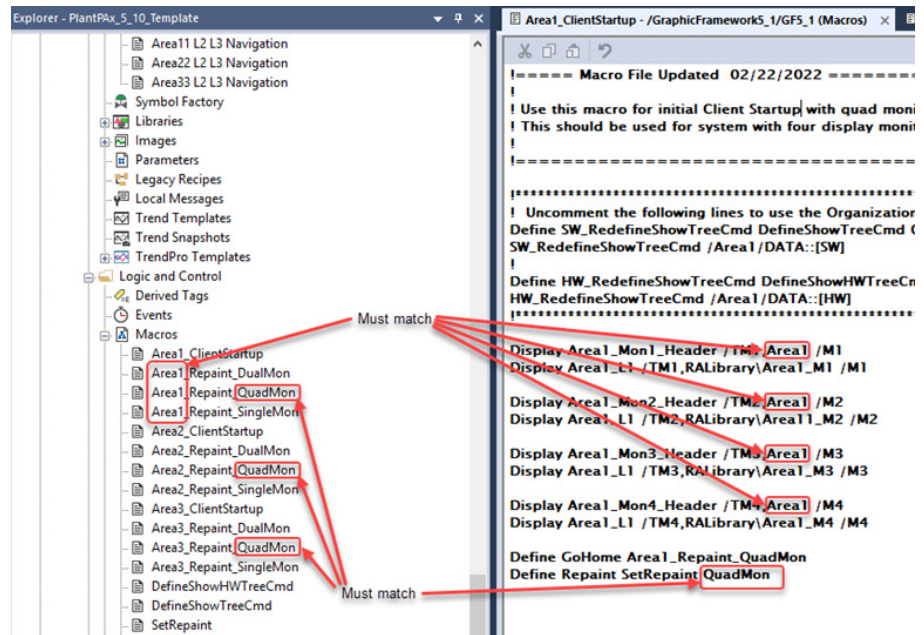 Explorer - PlantPAx_5_10_Template
Area11 L2 L3 Navigation
Area22 L2 L3 Navigation
Area33 L2 L3 Navigation
Symbol Factory
Libraries
Images
Parameters
Legacy Recipes
Local Messages
Trend Templates
Trend Snapshots
TrendPro Templates
Logic and Control
Derived Tags
Events
Macros
Area1_ClientStartup
Area1_Repaint_DualMon
Area1_Repaint_QuadMon
Area1_Repaint_SingleMon
Area2_ClientStartup
Area2_Repaint_DualMon
Area2_Repaint_QuadMon
Area2_Repaint_SingleMon
Area3_ClientStartup
Area3_Repaint_DualMon
Area3_Repaint_QuadMon
Area3_Repaint_SingleMon
DefineShowHWTreeCmd
DefineShowTreeCmd
SetRepaint
Must match
Must match
Area1_ClientStartup - /GraphicFramework5_1/GF5_1 (Macros)
!===== Macro File Updated 02/22/2022 ========
!
! Use this macro for initial Client Startup with quad moni
! This should be used for system with four display monit
!
!====================================
!************************************************
! Uncomment the following lines to use the Organization
Define SW_RedefineShowTreeCmd DefineShowTreeCmd
SW_RedefineShowTreeCmd /Area1/DATA::[SW]
!
Define HW_RedefineShowTreeCmd DefineShowHWTreeCm
HW_RedefineShowTreeCmd /Area1/DATA::[HW]
!************************************************
Display Area1_Mon1_Header /TM1,Area1 /M1
Display Area1_L1 /TM1,RALibrary\Area1_M1 /M1
Display Area1_Mon2_Header /TM2,Area1 /M2
Display Area1_L1 /TM2,RALibrary\Area11_M2 /M2
Display Area1_Mon3_Header /TM3,Area1 /M3
Display Area1_L1 /TM3,RALibrary\Area1_M3 /M3
Display Area1_Mon4_Header /TM4,Area1 /M4
Display Area1_L1 /TM4,RALibrary\Area1_M4 /M4
Define GoHome Area1_Repaint_QuadMon
Define Repaint SetRepaint QuadMon